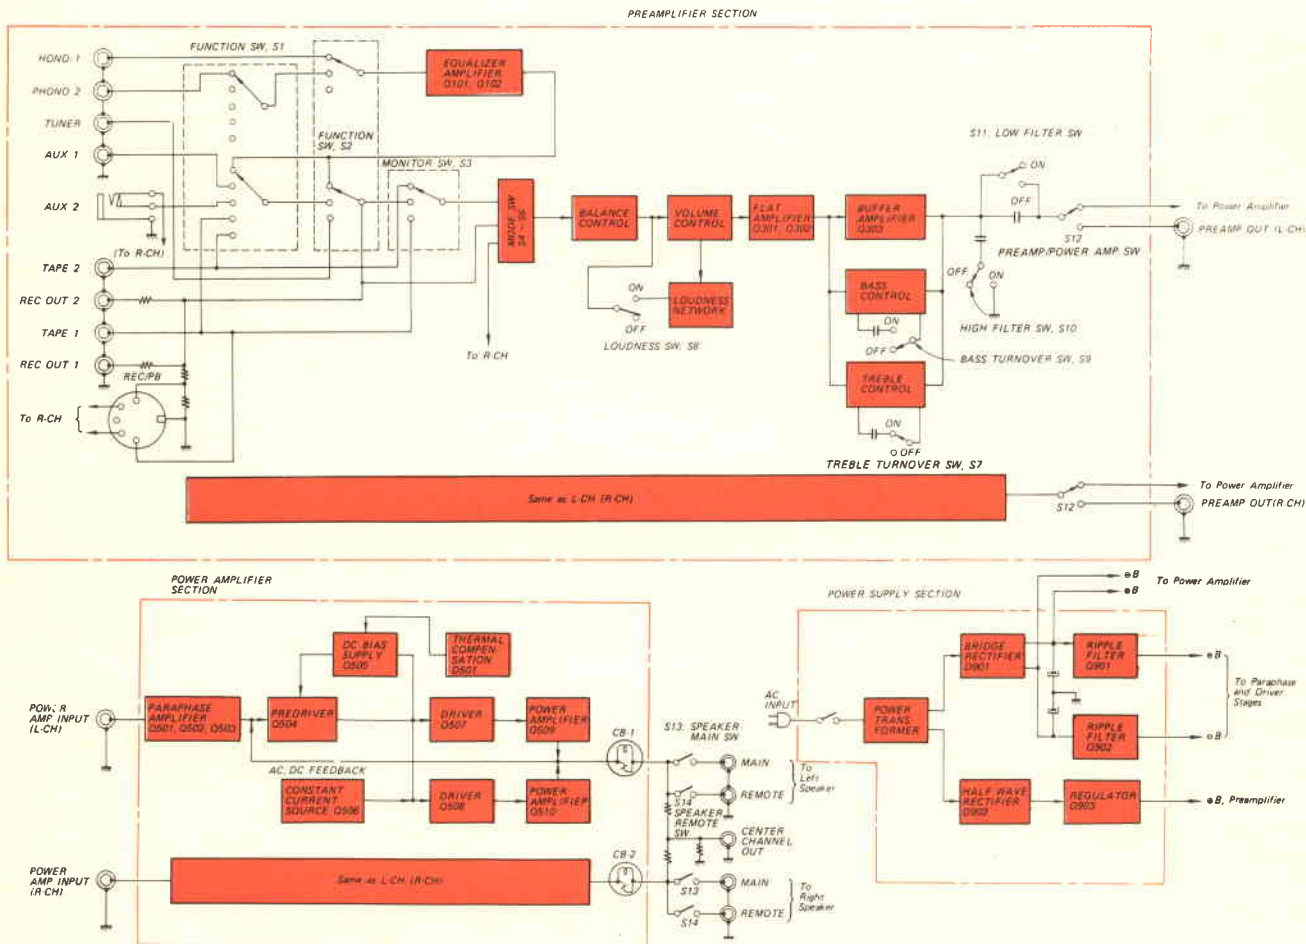 PREAMPLIFIER SECTION
HONO-1
PHONO 2
TUNER
AUX 1
AUX 2
(To R-CH)
TAPE 2
REC OUT 2
TAPE 1
REC OUT 1
REC/PB
To R-CH
FUNCTION SW, S1
FUNCTION
SW, S2
MONITOR SW, S3
EQUALIZER
AMPLIFIER
Q101, Q102
MODE SW
S4 - S6
To R-CH
BALANCE
CONTROL
VOLUME
CONTROL
FLAT
AMPLIFIER
Q301, Q302
BUFFER
AMPLIFIER
Q303
ON
OFF
LOUDNESS
NETWORK
LOUDNESS SW, S8
BASS
CONTROL
ON
OFF
BASS TURNOVER SW, S9
TREBLE
CONTROL
ON
OFF
TREBLE TURNOVER SW, S7
S11, LOW FILTER SW
ON
OFF
OFF
ON
HIGH FILTER SW, S10
S12
PREAMP/POWER AMP. SW
To Power Amplifier
PREAMP OUT (L-CH)
Same as L-CH (R-CH)
S12
To Power Amplifier
PREAMP OUT(R-CH)
POWER AMPLIFIER
SECTION
POWER
AMP INPUT
(L-CH)
PARAPHASE
AMPLIFIER
Q501, Q502, Q503
DC BIAS
SUPPLY
Q505
THERMAL
COMPEN-
SATION
D501
PREDRIVER
Q504
DRIVER
Q507
POWER
AMPLIFIER
Q509
AC, DC FEEDBACK
CONSTANT
CURRENT
SOURCE Q506
DRIVER
Q508
POWER
AMPLIFIER
Q510
CB-1
S13: SPEAKER
MAIN SW
MAIN
REMOTE
To
Left
Speaker
S14
SPEAKER
REMOTE
SW
CENTER
CHANNEL
OUT
POWER
AMP INPUT
(R-CH)
Same as L-CH (R-CH)
CB-2
S13
S14
MAIN
REMOTE
To
Right
Speaker
POWER SUPPLY SECTION
AC
INPUT
POWER
TRANS-
FORMER
BRIDGE
RECTIFIER
D901
RIPPLE
FILTER
Q901
RIPPLE
FILTER
Q902
HALF WAVE
RECTIFIER
D902
REGULATOR
Q903
⊕B
⊖B
To Power Amplifier
⊕B
To Paraphase
and Driver
Stages
⊖B
⊕B, Preamplifier